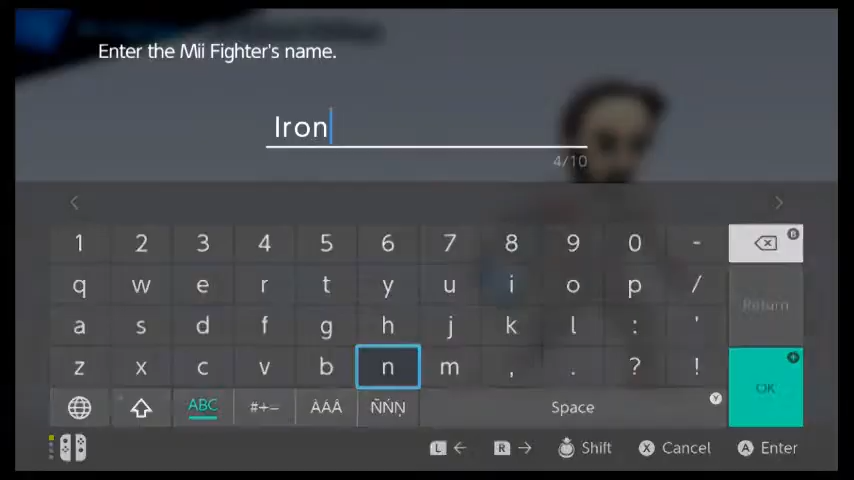 Enter the Mii Fighter's name.
Iron
4/10
< >
1 2 3 4 5 6 7 8 9 0 - B
q w e r t y u i o p / Return
a s d f g h j k l : '
z x c v b n m , . ? ! OK +
ABC #+= ÀÁÂ ÑŃŅ Space Y
L ← R → Shift X Cancel A Enter